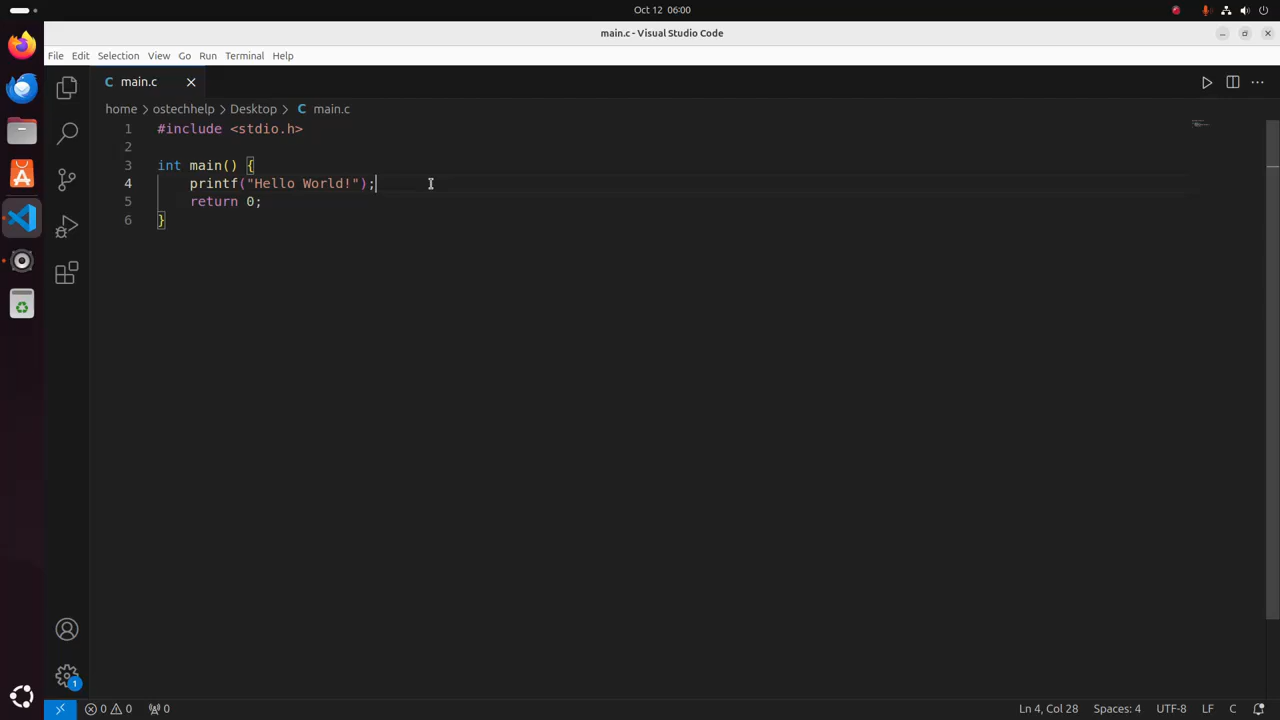 Oct 12 06:00
main.c - Visual Studio Code
File Edit Selection View Go Run Terminal Help
C main.c
home > ostechhelp > Desktop > C main.c
1 #include <stdio.h>
2
3 int main() {
4     printf("Hello World!");
5     return 0;
6 }
1
0 0 0 Ln 4, Col 28 Spaces: 4 UTF-8 LF C